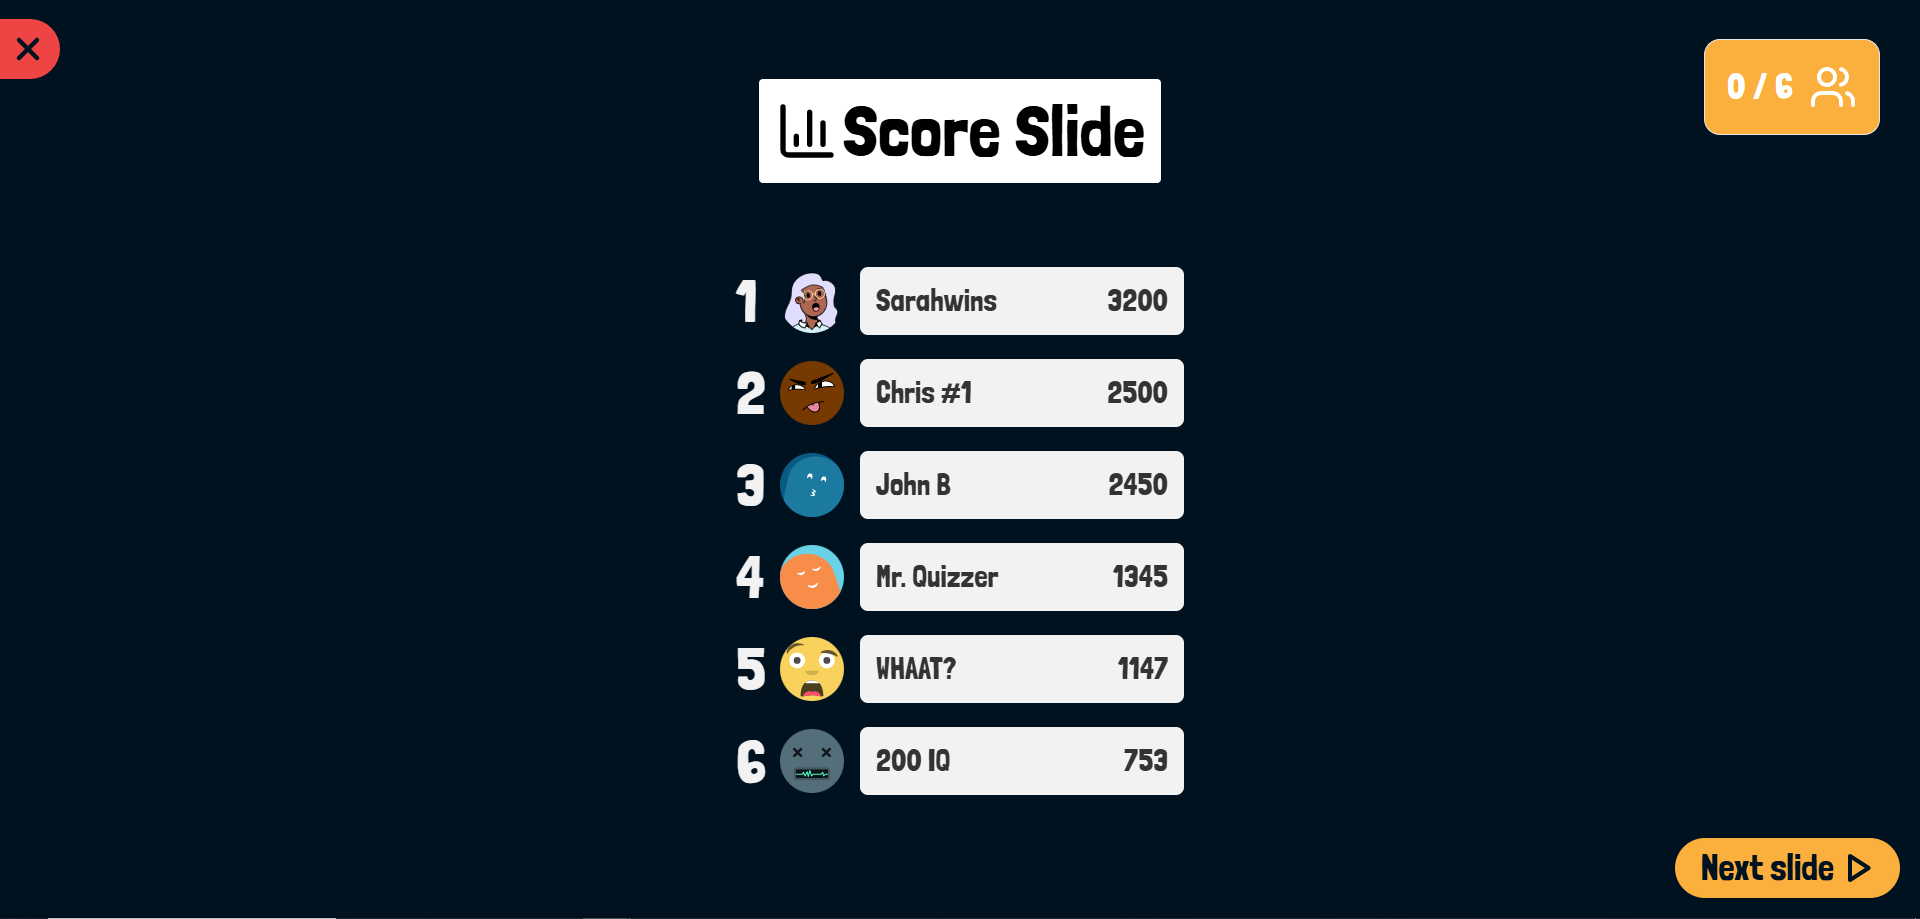 0 / 6
Score Slide
1 Sarahwins 3200
2 Chris #1 2500
3 John B 2450
4 Mr. Quizzer 1345
5 WHAAT? 1147
6 200 IQ 753
Next slide